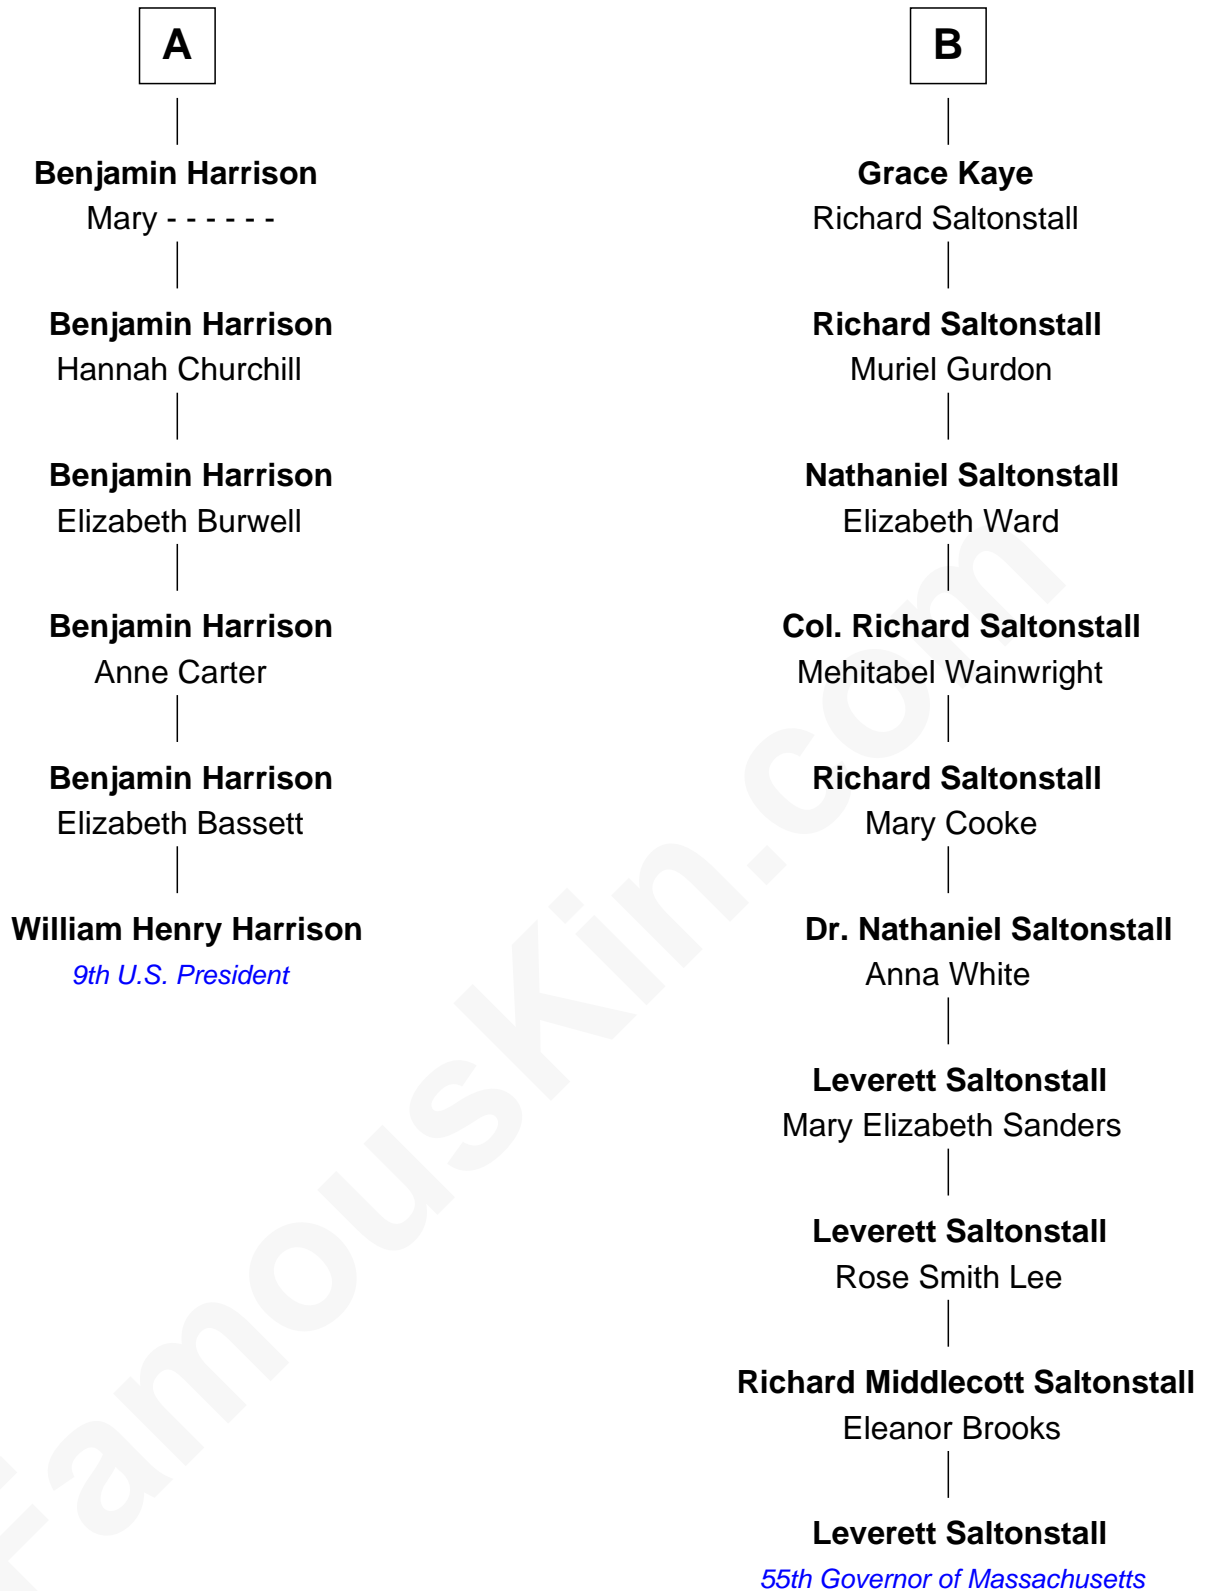 A
Benjamin Harrison
Mary - - - - - -
Benjamin Harrison
Hannah Churchill
Benjamin Harrison
Elizabeth Burwell
Benjamin Harrison
Anne Carter
Benjamin Harrison
Elizabeth Bassett
William Henry Harrison
9th U.S. President
B
Grace Kaye
Richard Saltonstall
Richard Saltonstall
Muriel Gurdon
Nathaniel Saltonstall
Elizabeth Ward
Col. Richard Saltonstall
Mehitabel Wainwright
Richard Saltonstall
Mary Cooke
Dr. Nathaniel Saltonstall
Anna White
Leverett Saltonstall
Mary Elizabeth Sanders
Leverett Saltonstall
Rose Smith Lee
Richard Middlecott Saltonstall
Eleanor Brooks
Leverett Saltonstall
55th Governor of Massachusetts
FamousKin.com